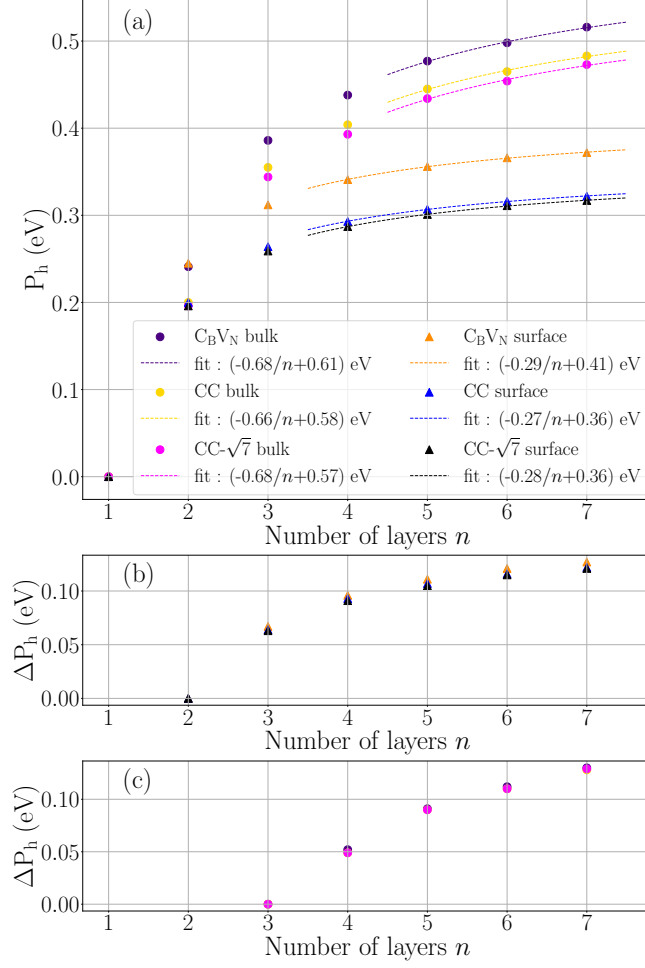 (a)
P_h (eV)
0.5
0.4
0.3
0.2
0.1
0.0
C_BV_N bulk
fit : (-0.68/n+0.61) eV
CC bulk
fit : (-0.66/n+0.58) eV
CC-√7 bulk
fit : (-0.68/n+0.57) eV
C_BV_N surface
fit : (-0.29/n+0.41) eV
CC surface
fit : (-0.27/n+0.36) eV
CC-√7 surface
fit : (-0.28/n+0.36) eV
1 2 3 4 5 6 7
Number of layers n
(b)
ΔP_h (eV)
0.10
0.05
0.00
1 2 3 4 5 6 7
Number of layers n
(c)
ΔP_h (eV)
0.10
0.05
0.00
1 2 3 4 5 6 7
Number of layers n